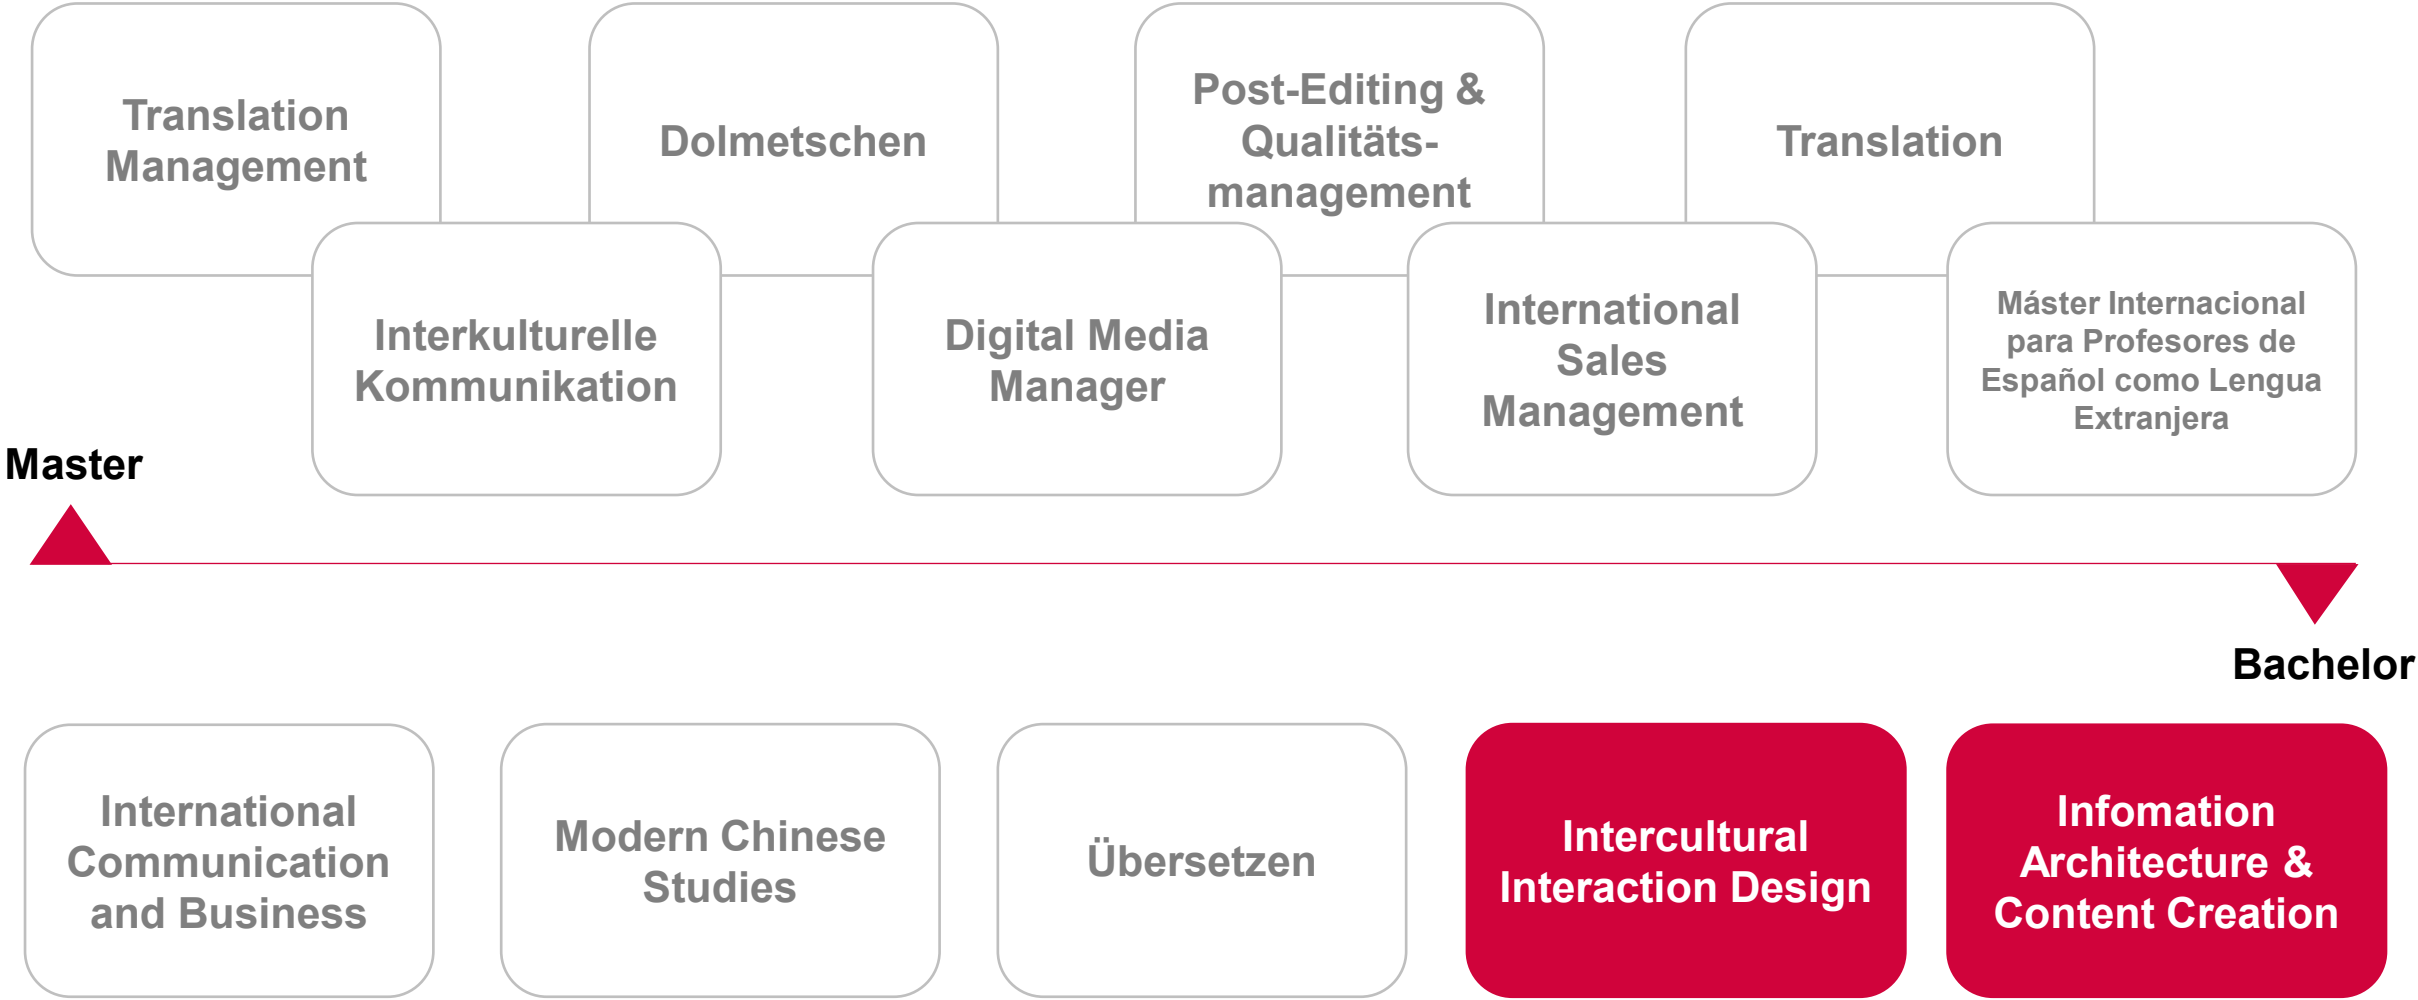 Translation
Management
Dolmetschen
Post-Editing &
Qualitäts-
management
Translation
Interkulturelle
Kommunikation
Digital Media
Manager
International
Sales
Management
Máster Internacional
para Profesores de
Español como Lengua
Extranjera
Master
Bachelor
International
Communication
and Business
Modern Chinese
Studies
Übersetzen
Intercultural
Interaction Design
Infomation
Architecture &
Content Creation